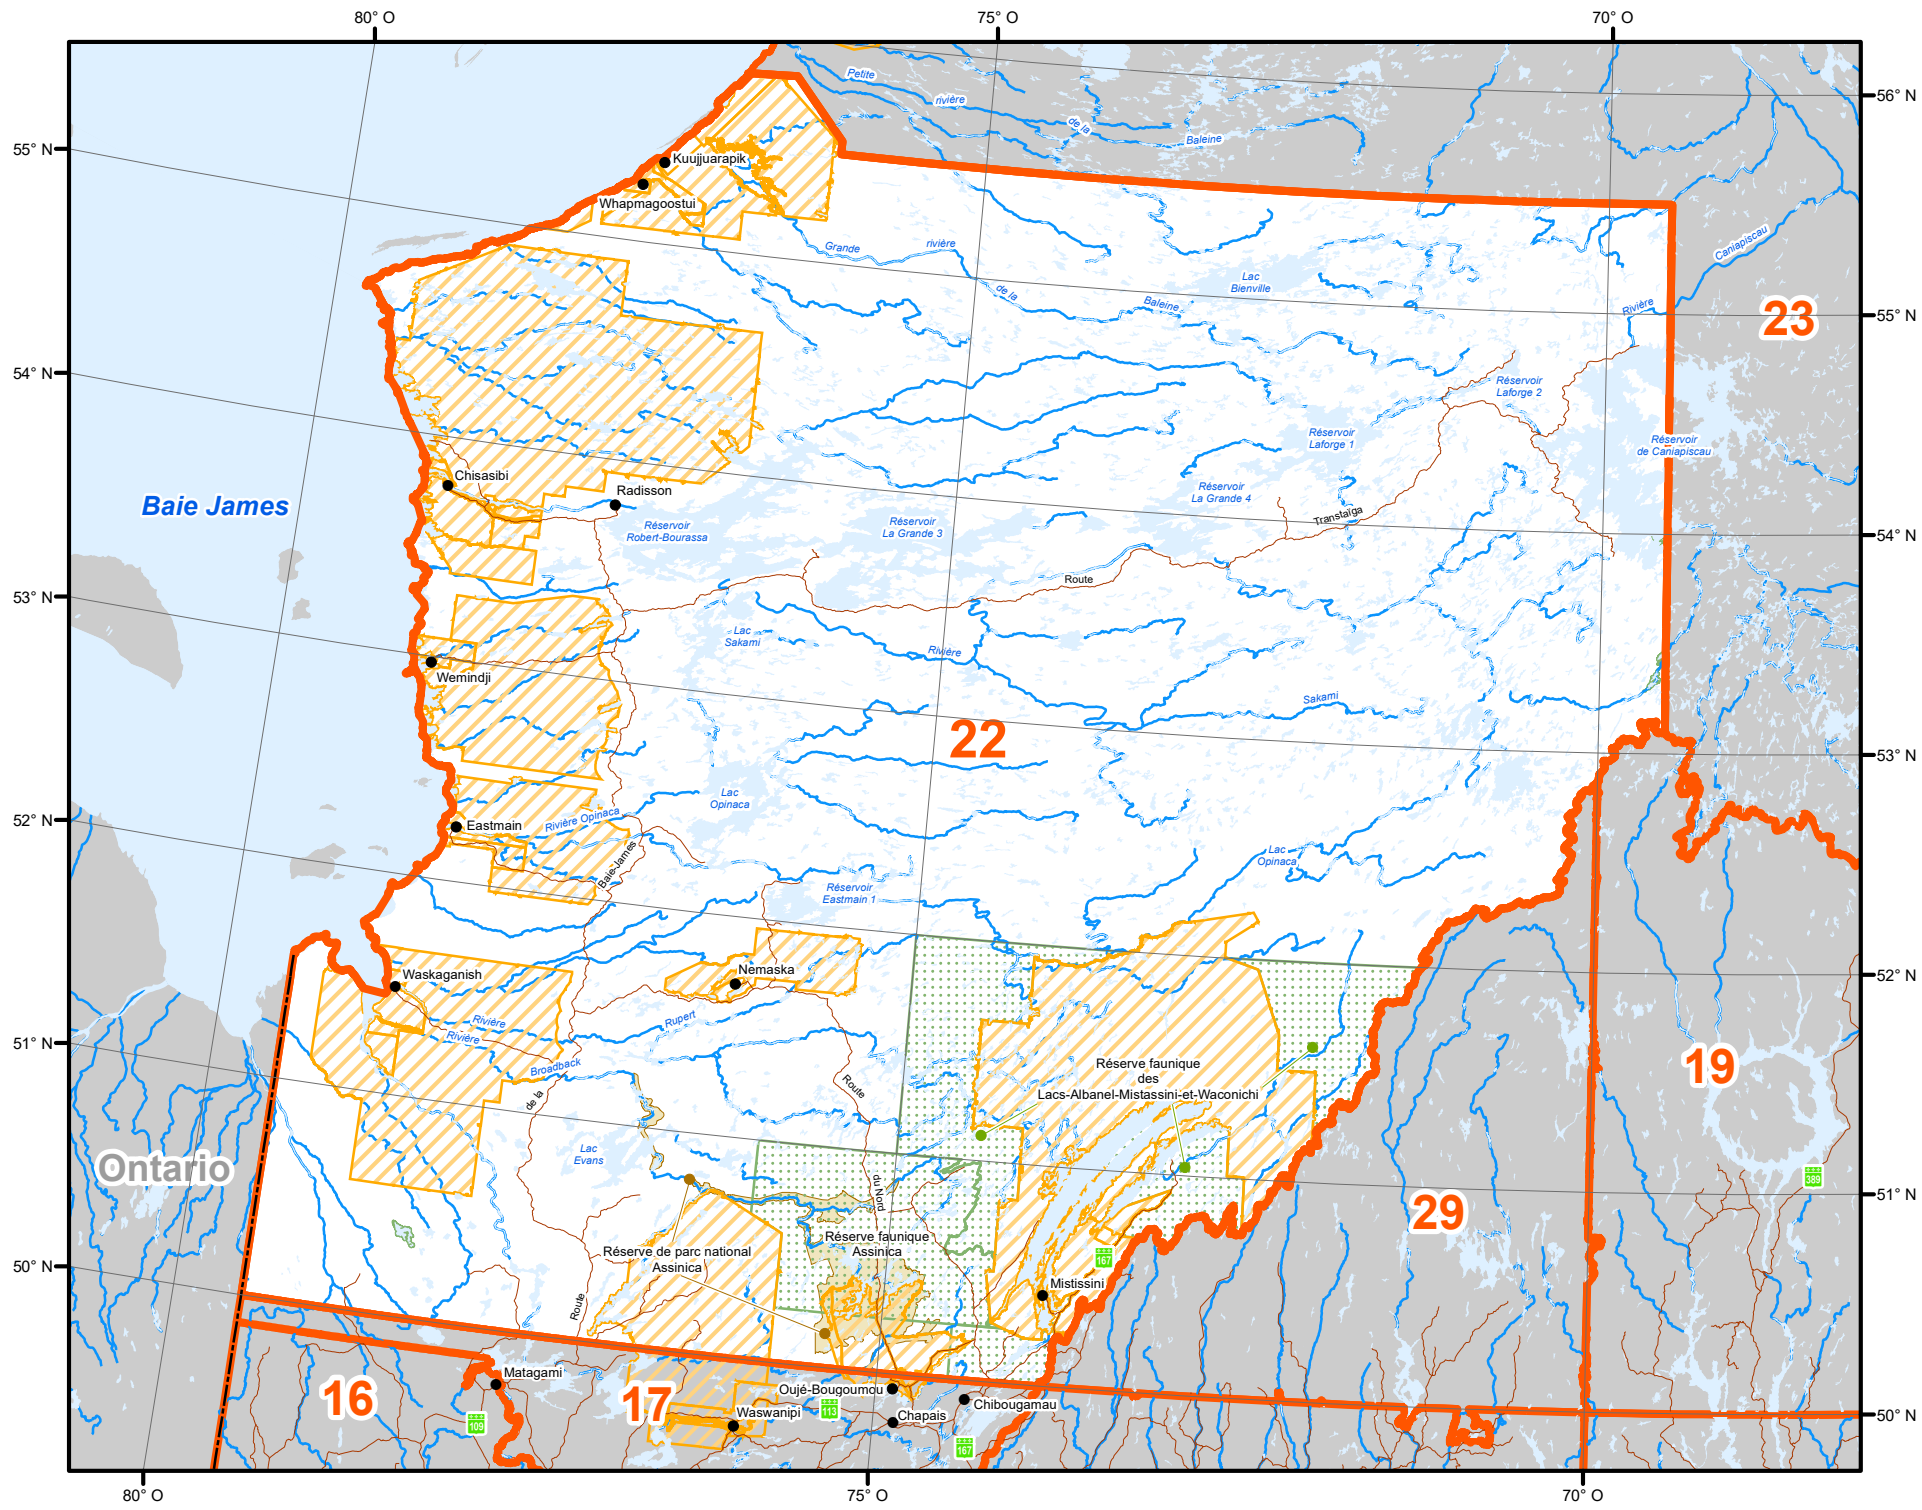 80° O
75° O
70° O
56° N
55° N
55° N
54° N
54° N
53° N
53° N
52° N
52° N
51° N
51° N
50° N
50° N
80° O
75° O
70° O
Petite
rivière
de la
Baleine
Kuujjuarapik
Whapmagoostui
Grande
rivière
de la
Baleine
Lac
Bienville
Caniapiscau
Rivière
23
Réservoir
Laforge 2
Réservoir
Laforge 1
Réservoir
de Caniapiscau
Chisasibi
Radisson
Baie James
Réservoir
Robert-Bourassa
Réservoir
La Grande 3
Réservoir
La Grande 4
Transtaïga
Route
Lac
Sakami
Rivière
Sakami
Wemindji
22
Lac
Opinaca
Eastmain
Rivière Opinaca
Baie-James
Lac
Opinaca
Réservoir
Eastmain 1
Waskaganish
Nemaska
Rivière
Rupert
Rivière
Broadback
de la
Route
Réserve faunique
des
Lacs-Albanel-Mistassini-et-Waconichi
19
Ontario
Lac
Evans
389
du Nord
29
Réserve faunique
Assinica
Réserve de parc national
Assinica
167
Mistissini
Route
Matagami
16
17
109
Oujé-Bougoumou
Waswanipi
113
Chapais
Chibougamau
167